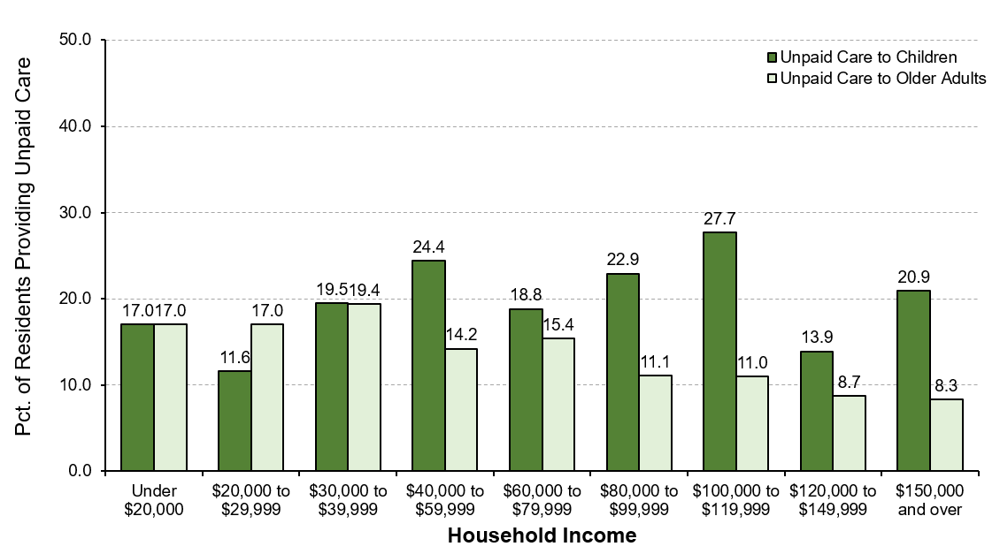 Pct. of Residents Providing Unpaid Care
50.0
40.0
30.0
20.0
10.0
0.0
Unpaid Care to Children
Unpaid Care to Older Adults
17.0 17.0
11.6 17.0
19.5 19.4
24.4 14.2
18.8 15.4
22.9 11.1
27.7 11.0
13.9 8.7
20.9 8.3
Under
$20,000
$20,000 to
$29,999
$30,000 to
$39,999
$40,000 to
$59,999
$60,000 to
$79,999
$80,000 to
$99,999
$100,000 to
$119,999
$120,000 to
$149,999
$150,000
and over
Household Income